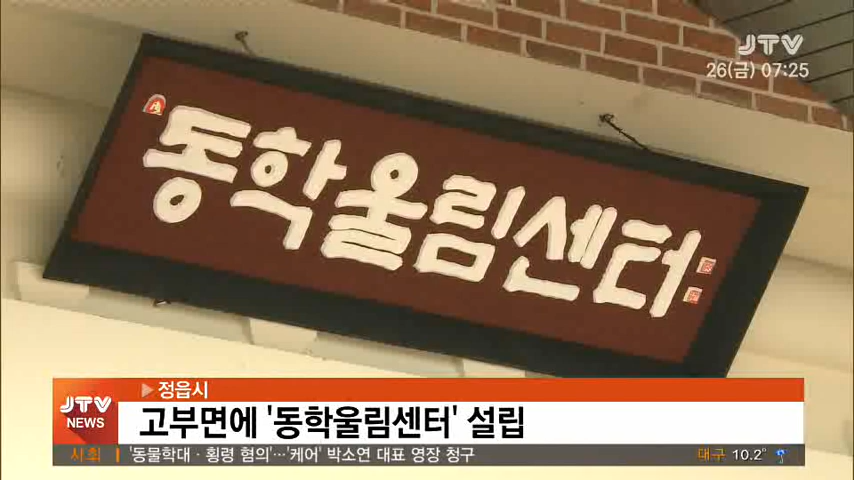 JTV
26(금) 07:25
동학울림센터
정읍시
JTV
NEWS
고부면에 '동학울림센터' 설립
사회
'동물학대·횡령 혐의'…'케어' 박소연 대표 영장 청구
대구 10.2°